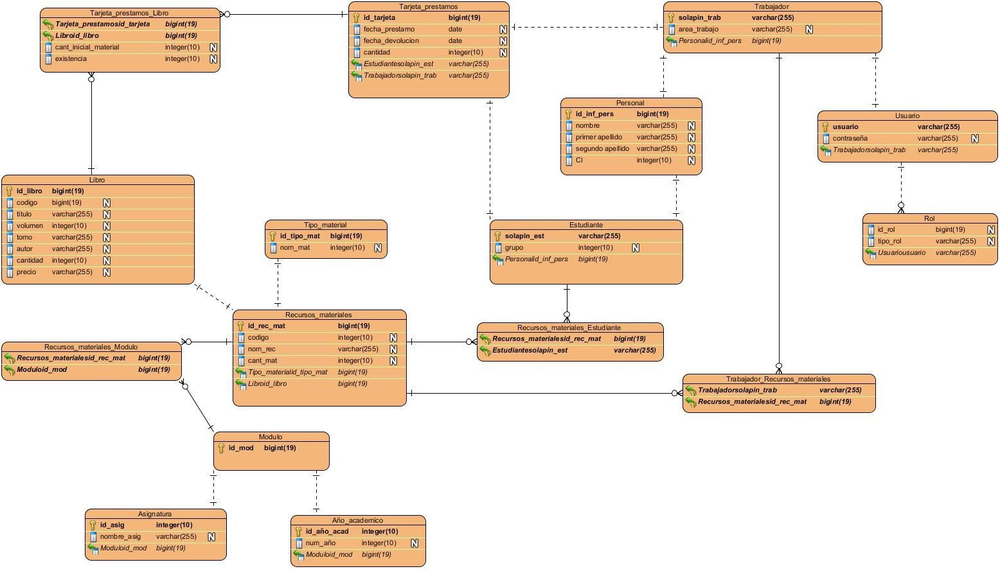 Tarjeta_prestamos_Libro
Tarjeta_prestamosid_tarjeta bigint(19)
Libroid_libro bigint(19)
cant_inicial_material integer(10) N
existencia integer(10) N
Tarjeta_prestamos
id_tarjeta bigint(19)
fecha_prestamo date N
fecha_devolucion date N
cantidad integer(10) N
Estudiantesolapin_est varchar(255)
Trabajadorsolapin_trab varchar(255)
Trabajador
solapin_trab varchar(255)
area_trabajo varchar(255) N
Personalid_inf_pers bigint(19)
Personal
id_inf_pers bigint(19)
nombre varchar(255) N
primer apellido varchar(255) N
segundo apellido varchar(255) N
CI integer(10) N
Usuario
usuario varchar(255)
contraseña varchar(255) N
Trabajadorsolapin_trab varchar(255)
Libro
id_libro bigint(19)
codigo bigint(19) N
titulo varchar(255) N
volumen integer(10) N
tomo varchar(255) N
autor varchar(255) N
cantidad integer(10) N
precio varchar(255) N
Tipo_material
id_tipo_mat bigint(19)
nom_mat integer(10) N
Estudiante
solapin_est varchar(255)
grupo integer(10) N
Personalid_inf_pers bigint(19)
Rol
id_rol bigint(19) N
tipo_rol varchar(255) N
Usuariousuario varchar(255)
Recursos_materiales
id_rec_mat bigint(19)
codigo integer(10) N
nom_rec varchar(255) N
cant_mat integer(10) N
Tipo_materialid_tipo_mat bigint(19)
Libroid_libro bigint(19)
Recursos_materiales_Estudiante
Recursos_materialesid_rec_mat bigint(19)
Estudiantesolapin_est varchar(255)
Recursos_materiales_Modulo
Recursos_materialesid_rec_mat bigint(19)
Moduloid_mod bigint(19)
Trabajador_Recursos_materiales
Trabajadorsolapin_trab varchar(255)
Recursos_materialesid_rec_mat bigint(19)
Modulo
id_mod bigint(19)
Asignatura
id_asig integer(10)
nombre_asig varchar(255) N
Moduloid_mod bigint(19)
Año_academico
id_año_acad integer(10)
num_año integer(10) N
Moduloid_mod bigint(19)